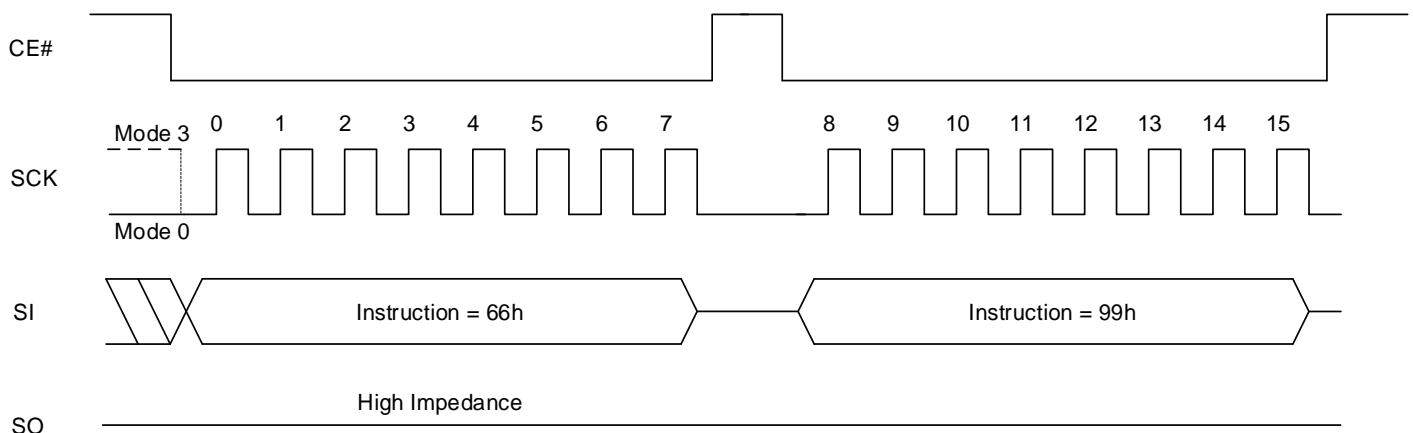 CE#
Mode 3 0 1 2 3 4 5 6 7 8 9 10 11 12 13 14 15
SCK
Mode 0
SI Instruction = 66h Instruction = 99h
High Impedance
SO